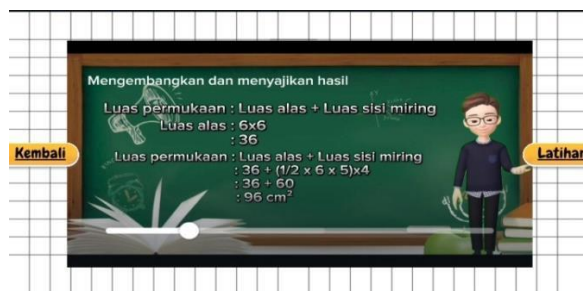 Mengembangkan dan menyajikan hasil
Luas permukaan : Luas alas + Luas sisi miring
Luas alas : 6x6
: 36
Luas permukaan : Luas alas + Luas sisi miring
: 36 + (1/2 x 6 x 5)x4
: 36 + 60
: 96 cm²
Kembali
Latihan